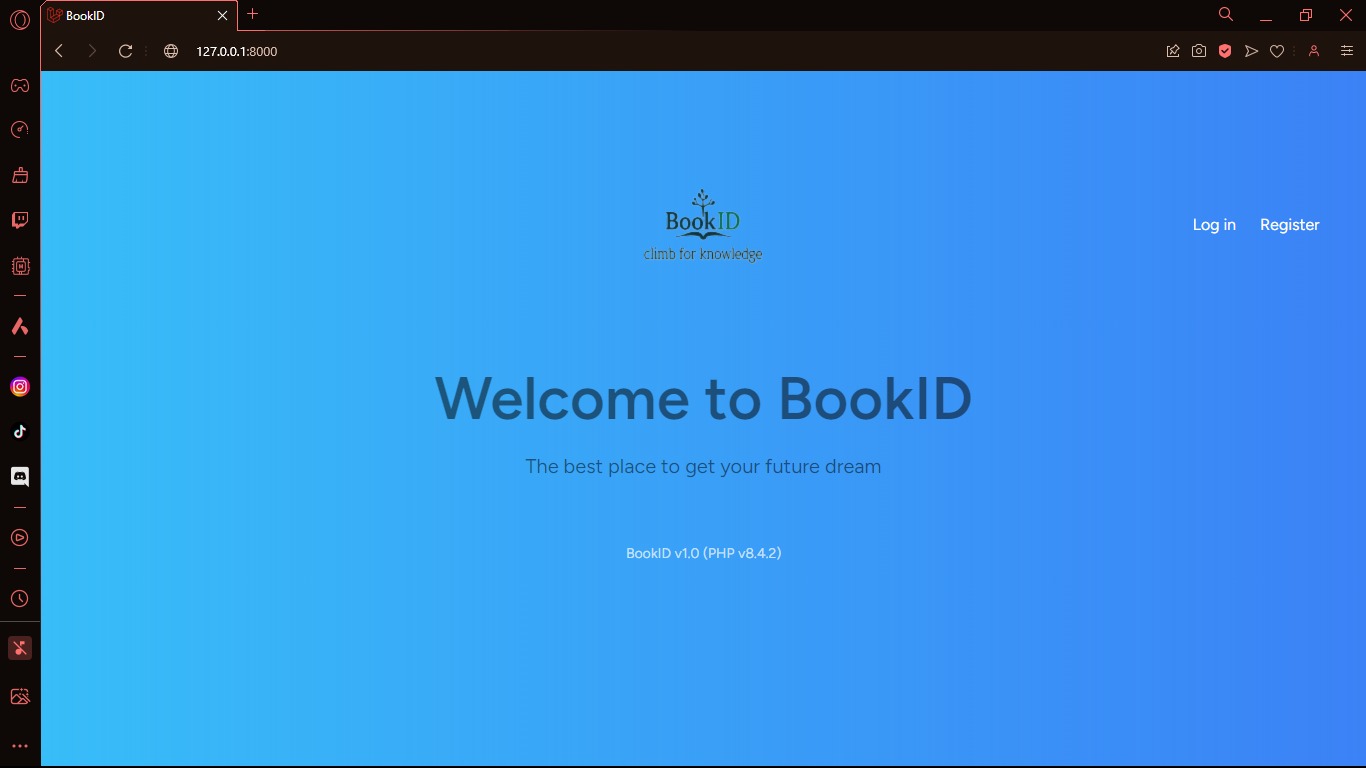 BookID
127.0.0.1:8000
BookID
climb for knowledge
Log in
Register
Welcome to BookID
The best place to get your future dream
BookID v1.0 (PHP v8.4.2)